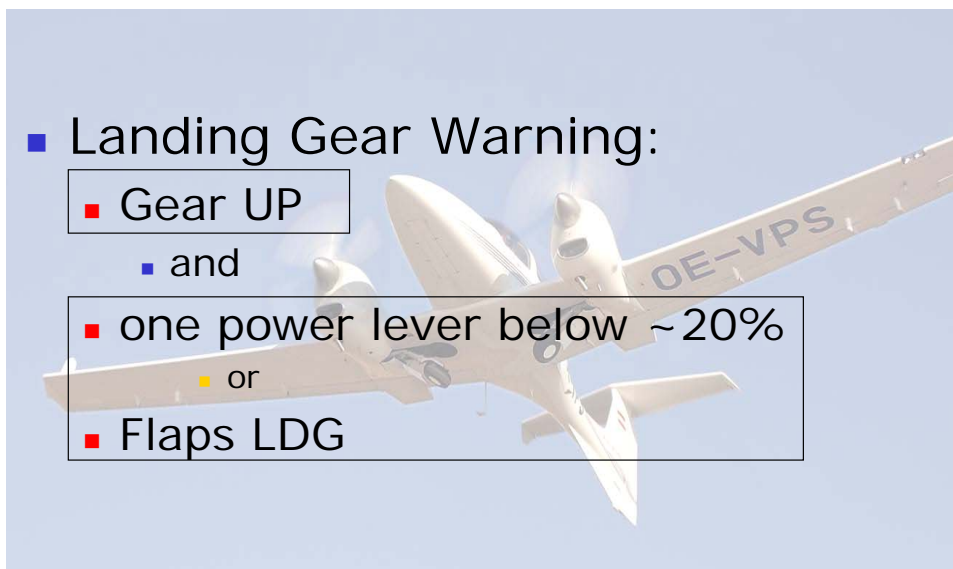 Landing Gear Warning:
Gear UP
and
one power lever below ~20%
or
Flaps LDG
OE-VPS